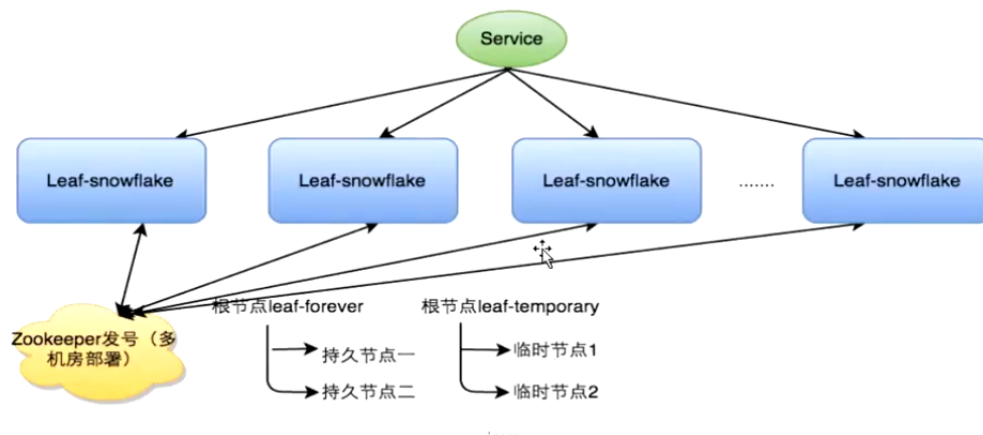 Service
Leaf-snowflake
Leaf-snowflake
Leaf-snowflake
.......
Leaf-snowflake
根节点leaf-forever
根节点leaf-temporary
Zookeeper发号（多
机房部署）
持久节点一
临时节点1
持久节点二
临时节点2